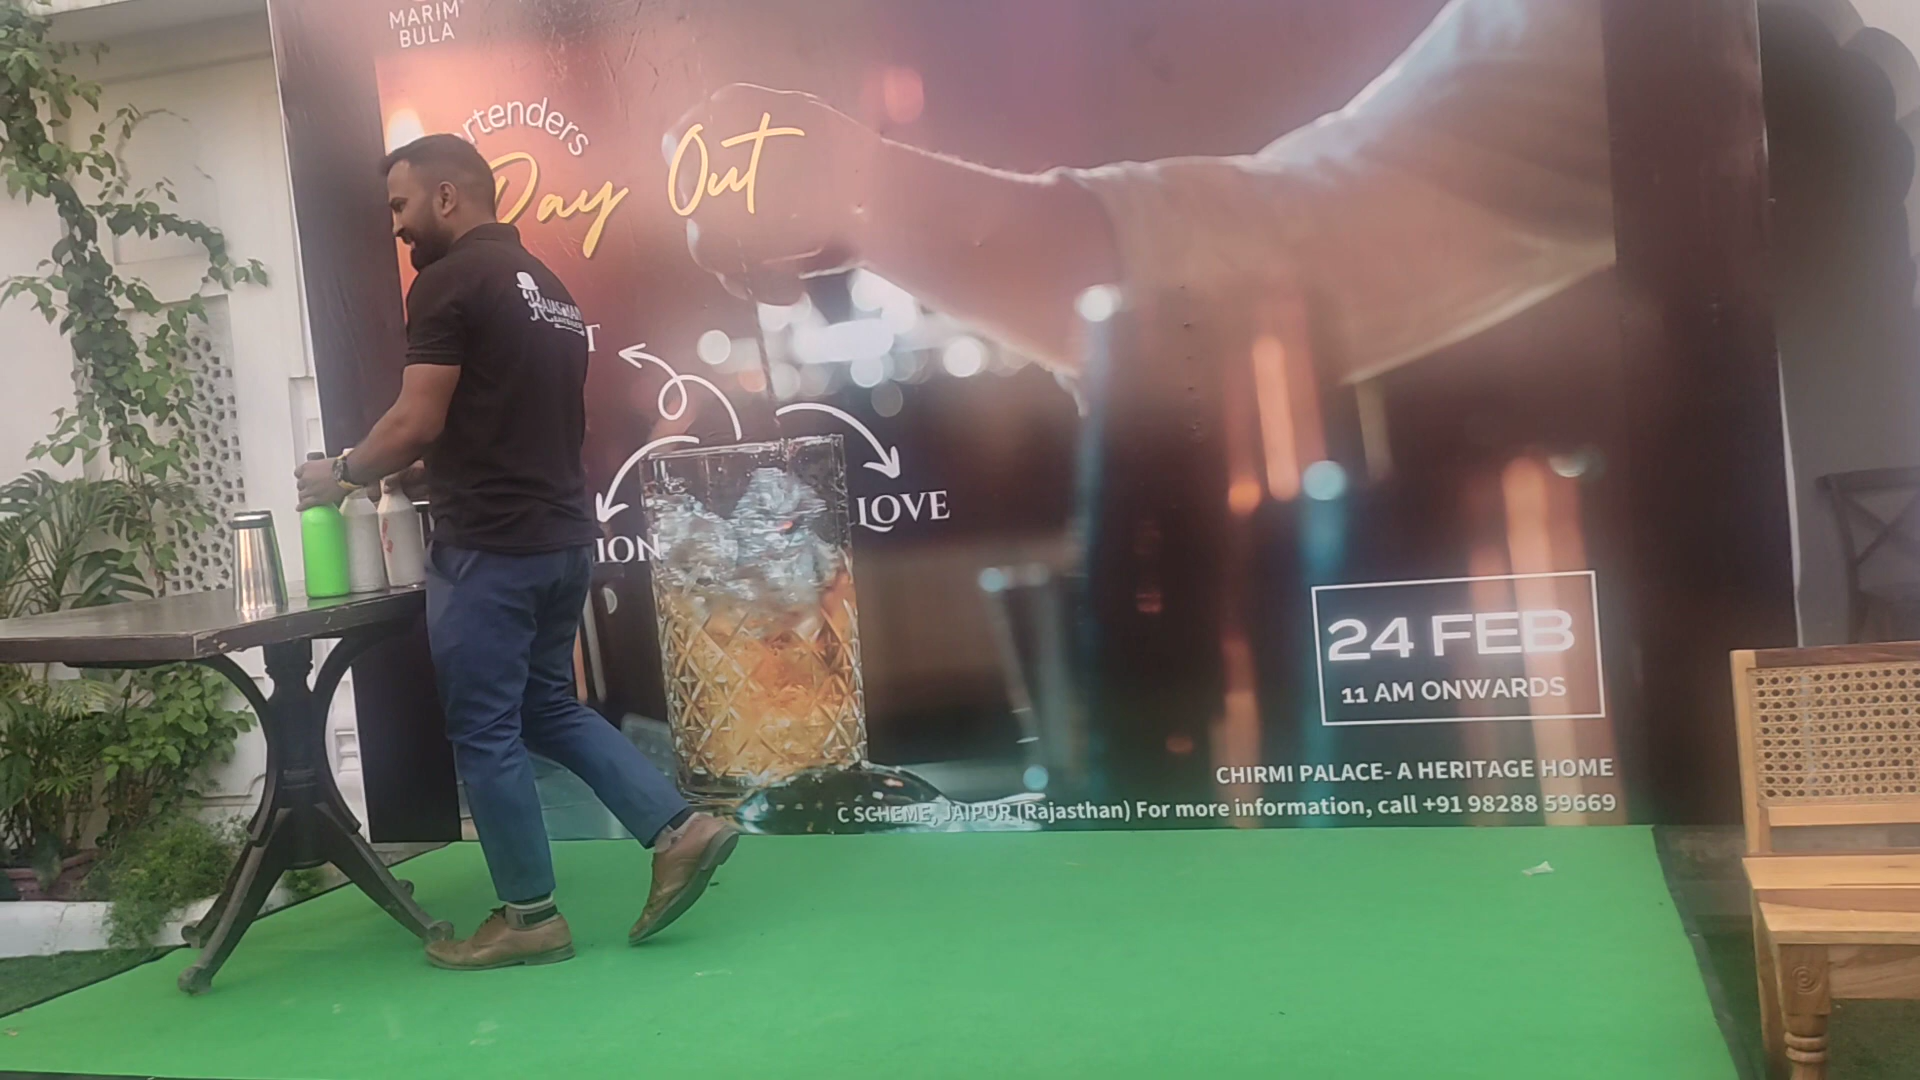 MARIM
BULA
rtenders
Day Out
T
LOVE
ION
24 FEB
11 AM ONWARDS
CHIRMI PALACE- A HERITAGE HOME
C SCHEME, JAIPUR (Rajasthan) For more information, call +91 98288 59669